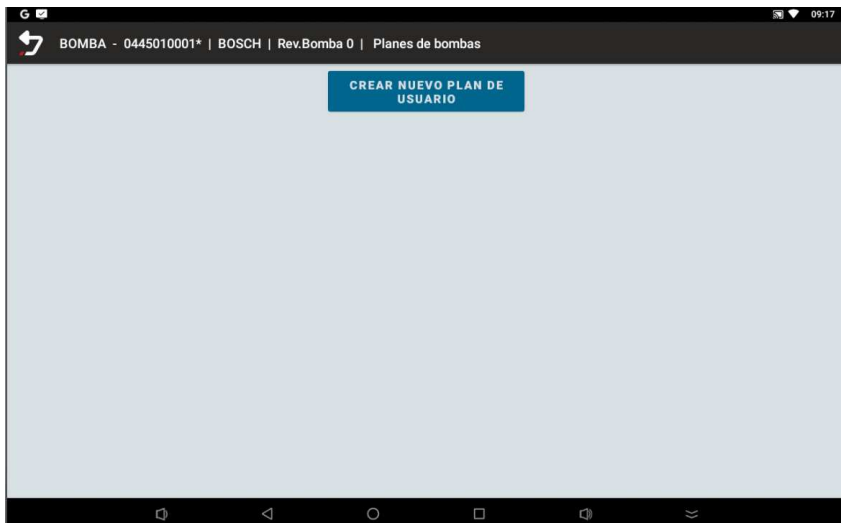 G 09:17
BOMBA - 0445010001* | BOSCH | Rev.Bomba 0 | Planes de bombas
CREAR NUEVO PLAN DE
USUARIO